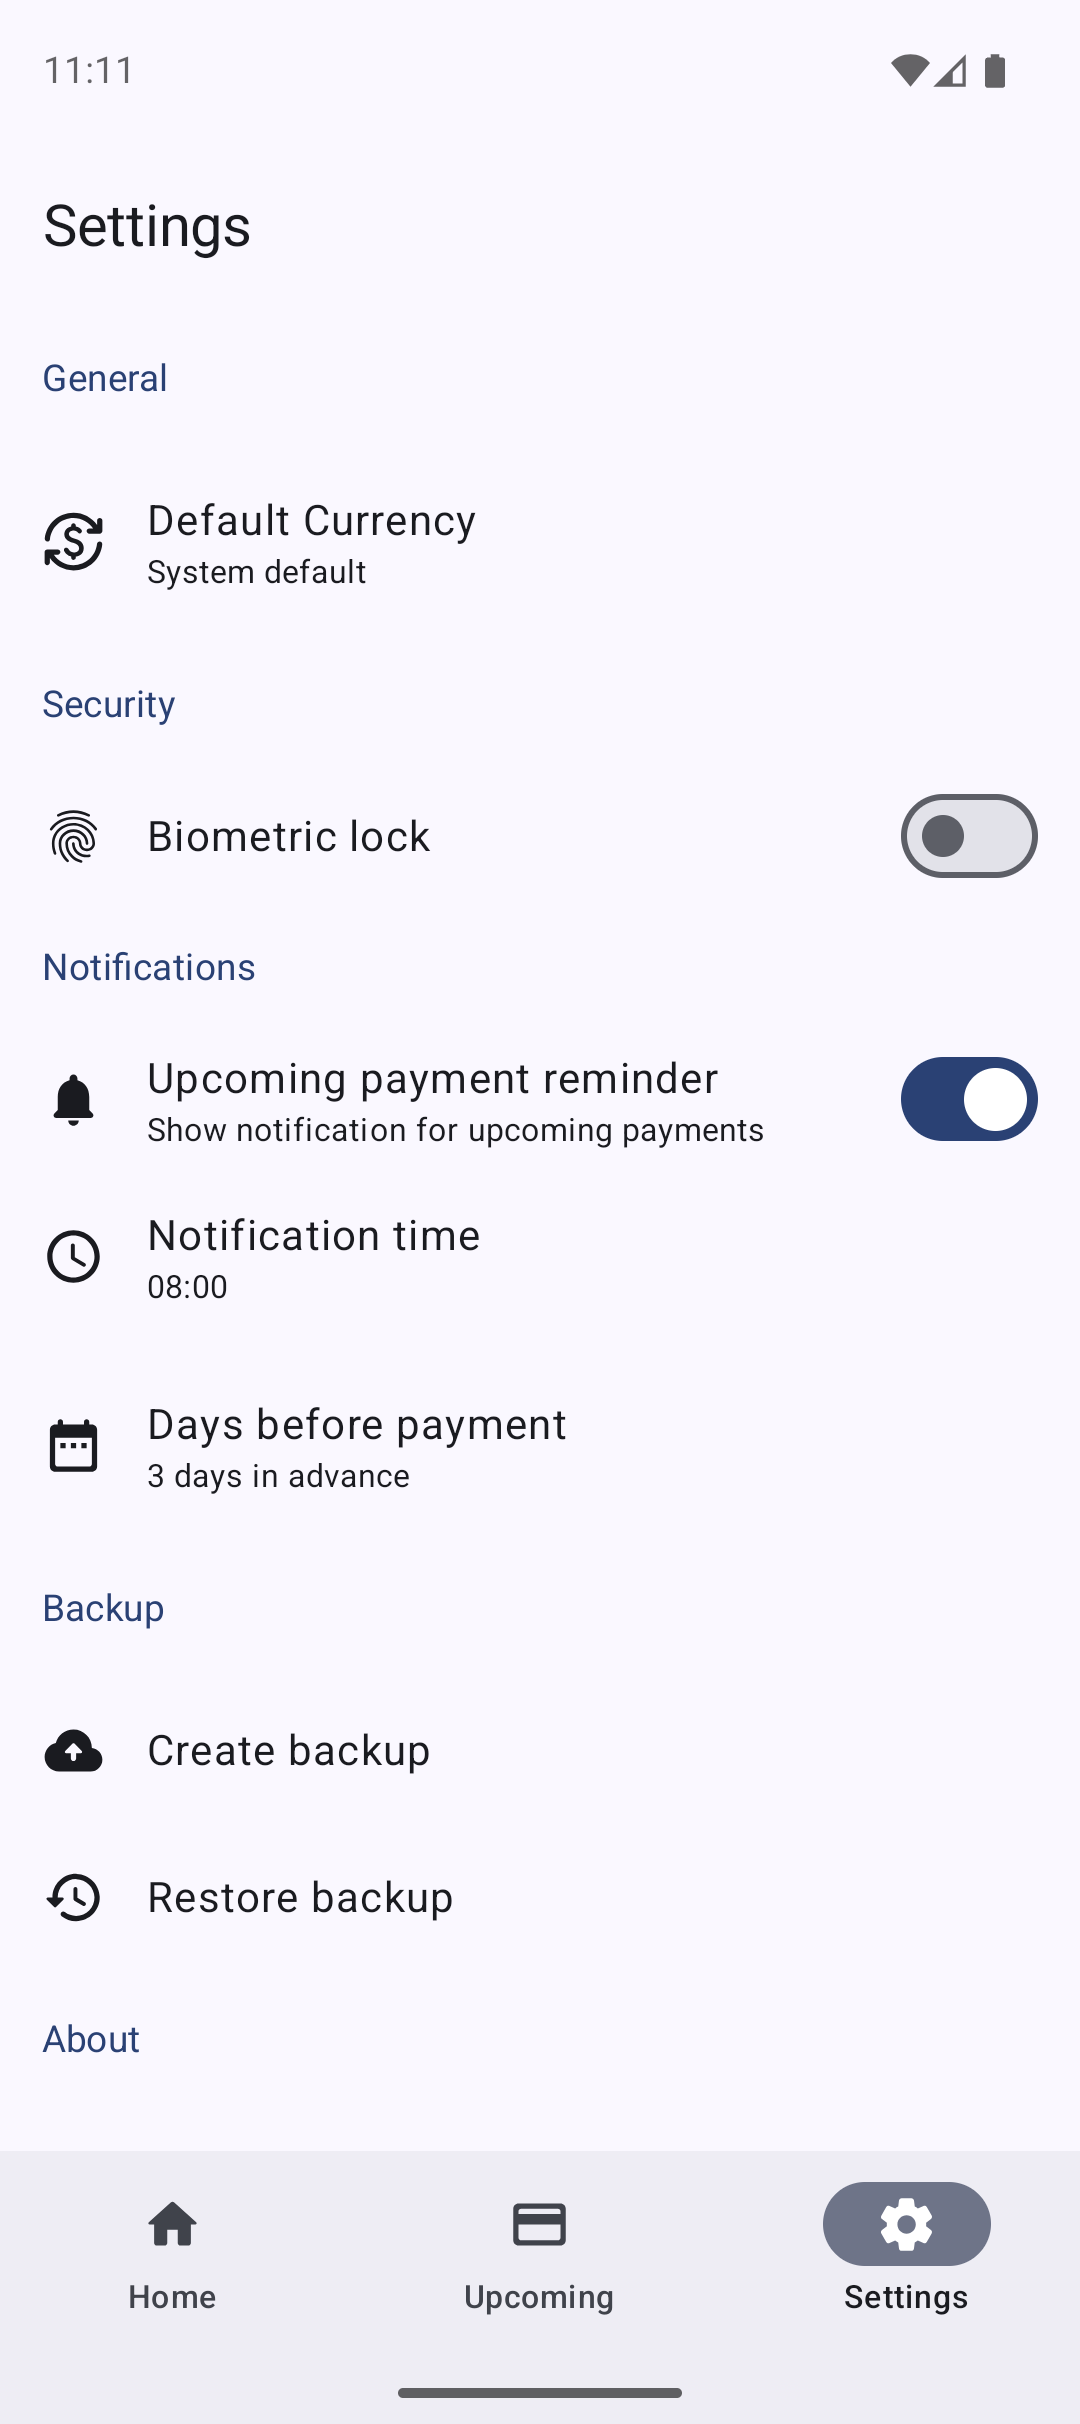 11:11
Settings
General
Default Currency
System default
Security
Biometric lock
Notifications
Upcoming payment reminder
Show notification for upcoming payments
Notification time
08:00
Days before payment
3 days in advance
Backup
Create backup
Restore backup
About
Home
Upcoming
Settings